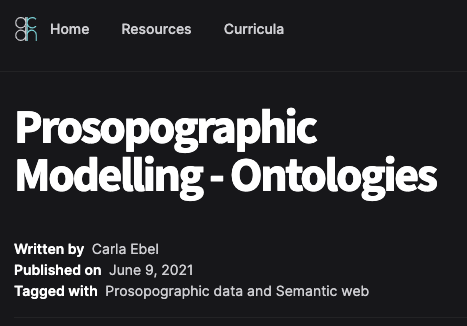 acdh Home Resources Curricula
Prosopographic
Modelling - Ontologies
Written by Carla Ebel
Published on June 9, 2021
Tagged with Prosopographic data and Semantic web